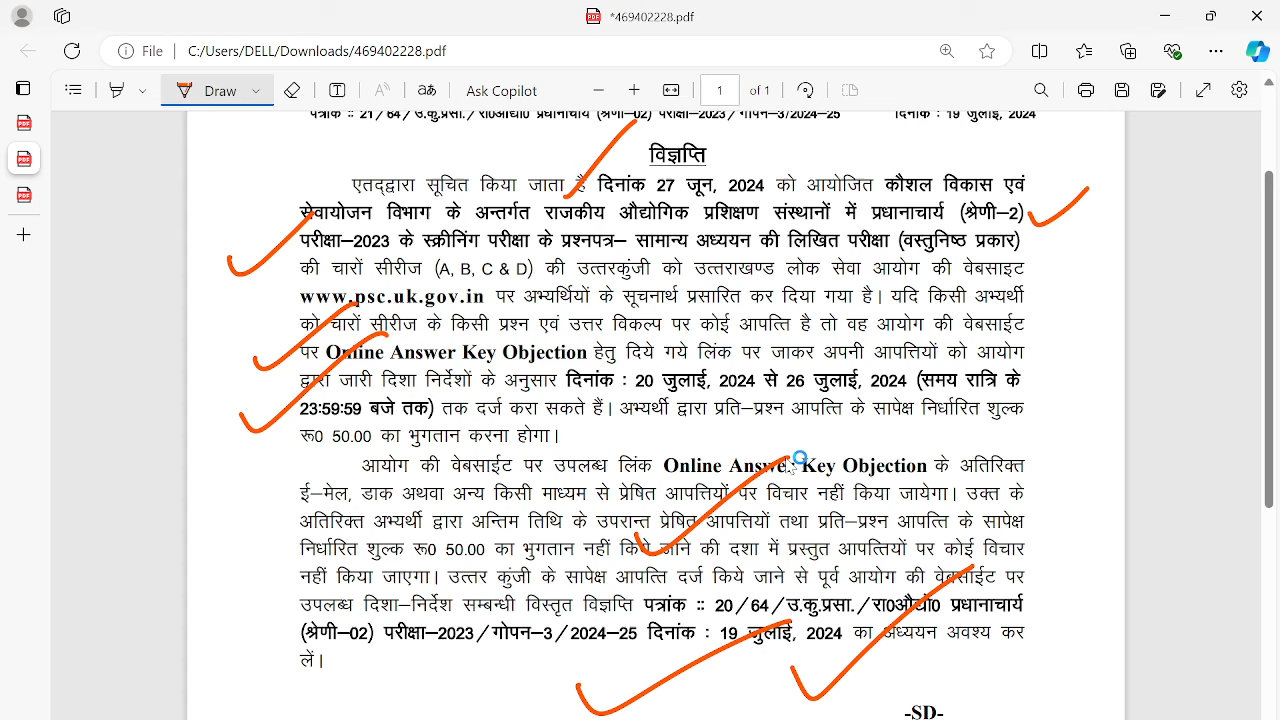 *469402228.pdf
File C:/Users/DELL/Downloads/469402228.pdf
Draw Ask Copilot 1 of 1
पत्रांक :: 21/64/उ.कु.प्रसा./रा0औद्यो0 प्रधानाचार्य (श्रेणी-02) परीक्षा-2023/गोपन-3/2024-25 दिनांक : 19 जुलाई, 2024
विज्ञप्ति
एतद्द्वारा सूचित किया जाता है दिनांक 27 जून, 2024 को आयोजित कौशल विकास एवं
सेवायोजन विभाग के अन्तर्गत राजकीय औद्योगिक प्रशिक्षण संस्थानों में प्रधानाचार्य (श्रेणी-2)
परीक्षा-2023 के स्क्रीनिंग परीक्षा के प्रश्नपत्र- सामान्य अध्ययन की लिखित परीक्षा (वस्तुनिष्ठ प्रकार)
की चारों सीरीज (A, B, C & D) की उत्तरकुंजी को उत्तराखण्ड लोक सेवा आयोग की वेबसाइट
www.psc.uk.gov.in पर अभ्यर्थियों के सूचनार्थ प्रसारित कर दिया गया है। यदि किसी अभ्यर्थी
को चारों सीरीज के किसी प्रश्न एवं उत्तर विकल्प पर कोई आपत्ति है तो वह आयोग की वेबसाईट
पर Online Answer Key Objection हेतु दिये गये लिंक पर जाकर अपनी आपत्तियों को आयोग
द्वारा जारी दिशा निर्देशों के अनुसार दिनांक : 20 जुलाई, 2024 से 26 जुलाई, 2024 (समय रात्रि के
23:59:59 बजे तक) तक दर्ज करा सकते हैं। अभ्यर्थी द्वारा प्रति-प्रश्न आपत्ति के सापेक्ष निर्धारित शुल्क
रू0 50.00 का भुगतान करना होगा।
आयोग की वेबसाईट पर उपलब्ध लिंक Online Answer Key Objection के अतिरिक्त
ई-मेल, डाक अथवा अन्य किसी माध्यम से प्रेषित आपत्तियों पर विचार नहीं किया जायेगा। उक्त के
अतिरिक्त अभ्यर्थी द्वारा अन्तिम तिथि के उपरान्त प्रेषित आपत्तियों तथा प्रति-प्रश्न आपत्ति के सापेक्ष
निर्धारित शुल्क रू0 50.00 का भुगतान नहीं किये जाने की दशा में प्रस्तुत आपत्तियों पर कोई विचार
नहीं किया जाएगा। उत्तर कुंजी के सापेक्ष आपत्ति दर्ज किये जाने से पूर्व आयोग की वेबसाईट पर
उपलब्ध दिशा-निर्देश सम्बन्धी विस्तृत विज्ञप्ति पत्रांक :: 20/64/उ.कु.प्रसा./रा0औद्यो0 प्रधानाचार्य
(श्रेणी-02) परीक्षा-2023/गोपन-3/2024-25 दिनांक : 19 जुलाई, 2024 का अध्ययन अवश्य कर
लें।
-SD-